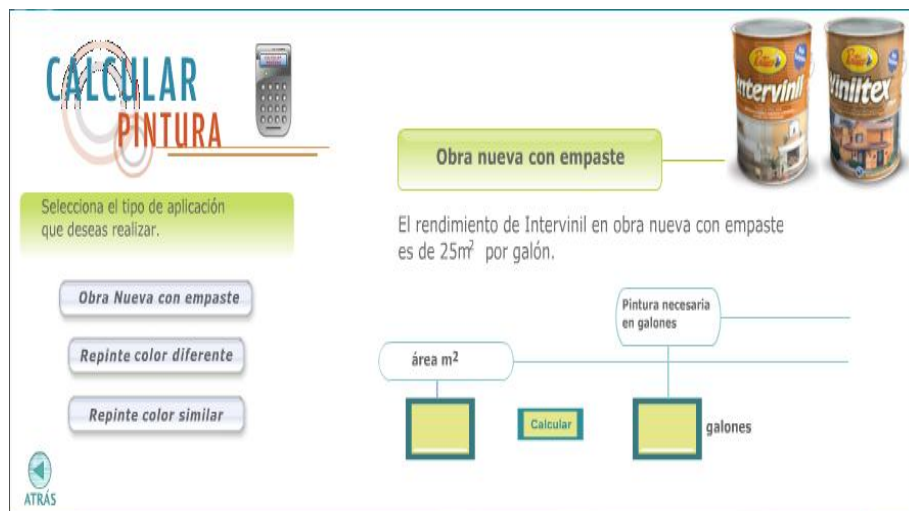 CALCULAR
PINTURA
Selecciona el tipo de aplicación
que deseas realizar.
Obra Nueva con empaste
Repinte color diferente
Repinte color similar
ATRÁS
Intervinil
Viniltex
Obra nueva con empaste
El rendimiento de Intervinil en obra nueva con empaste
es de 25m² por galón.
Pintura necesaria
en galones
área m²
Calcular
galones